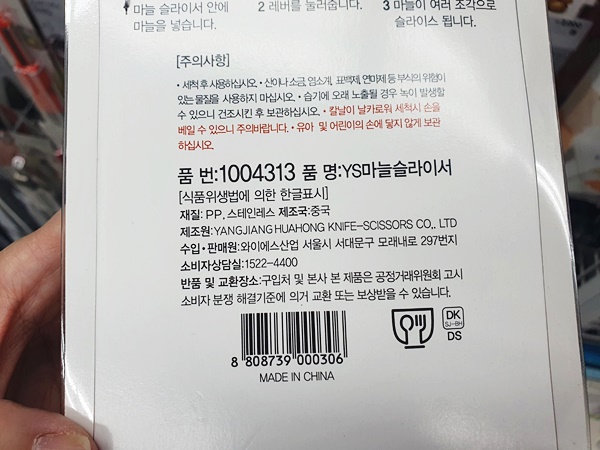 마늘 슬라이서 안에
마늘을 넣습니다.
2 레버를 눌러줍니다.
3 마늘이 여러 조각으로
슬라이스 됩니다.
[주의사항]
• 세척 후 사용하십시오. • 산이나 소금, 염소계, 표백제, 연마제 등 부식의 위험이
있는 물질을 사용하지 마십시오. • 습기에 오래 노출될 경우 녹이 발생할
수 있으니 건조시킨 후 보관하십시오. • 칼날이 날카로워 세척시 손을
베일 수 있으니 주의바랍니다. • 유아 및 어린이의 손에 닿지 않게 보관
하십시오.
품 번:1004313 품 명:YS마늘슬라이서
[식품위생법에 의한 한글표시]
재질: PP, 스테인레스 제조국:중국
제조원:YANGJIANG HUAHONG KNIFE-SCISSORS CO,. LTD
수입•판매원:와이에스산업 서울시 서대문구 모래내로 297번지
소비자상담실:1522-4400
반품 및 교환장소:구입처 및 본사 본 제품은 공정거래위원회 고시
소비자 분쟁 해결기준에 의거 교환 또는 보상받을 수 있습니다.
8 808739 000306
MADE IN CHINA
DK
SJ-BH
DS